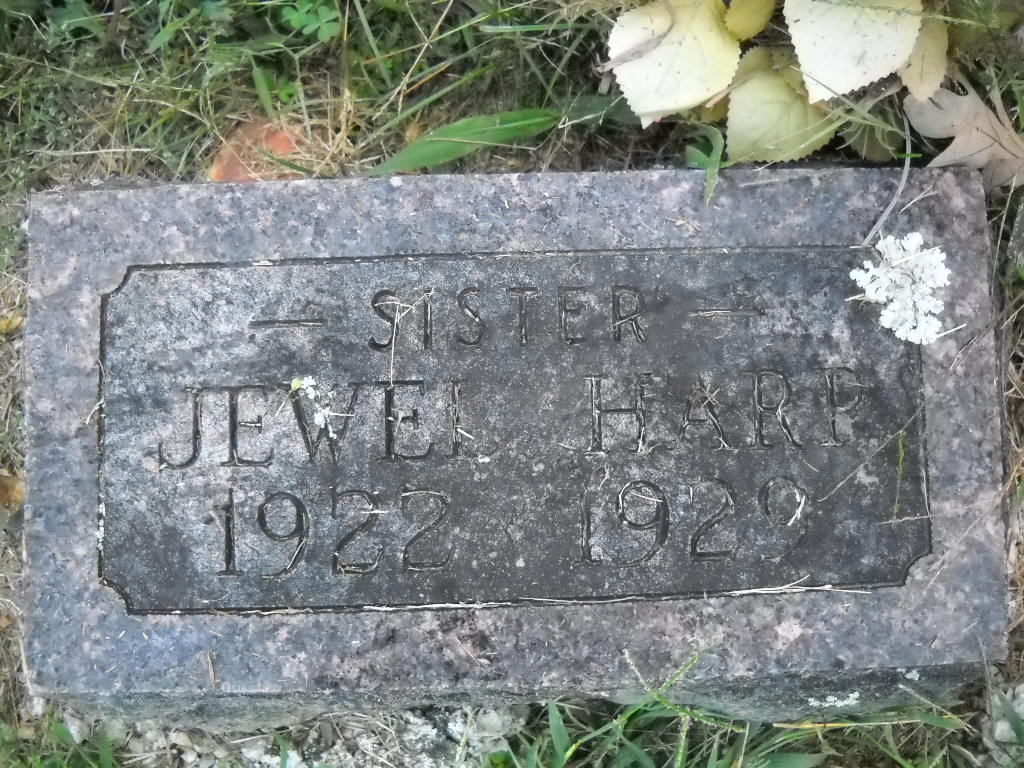 — SISTER —
JEWEL HARP
1922 1929